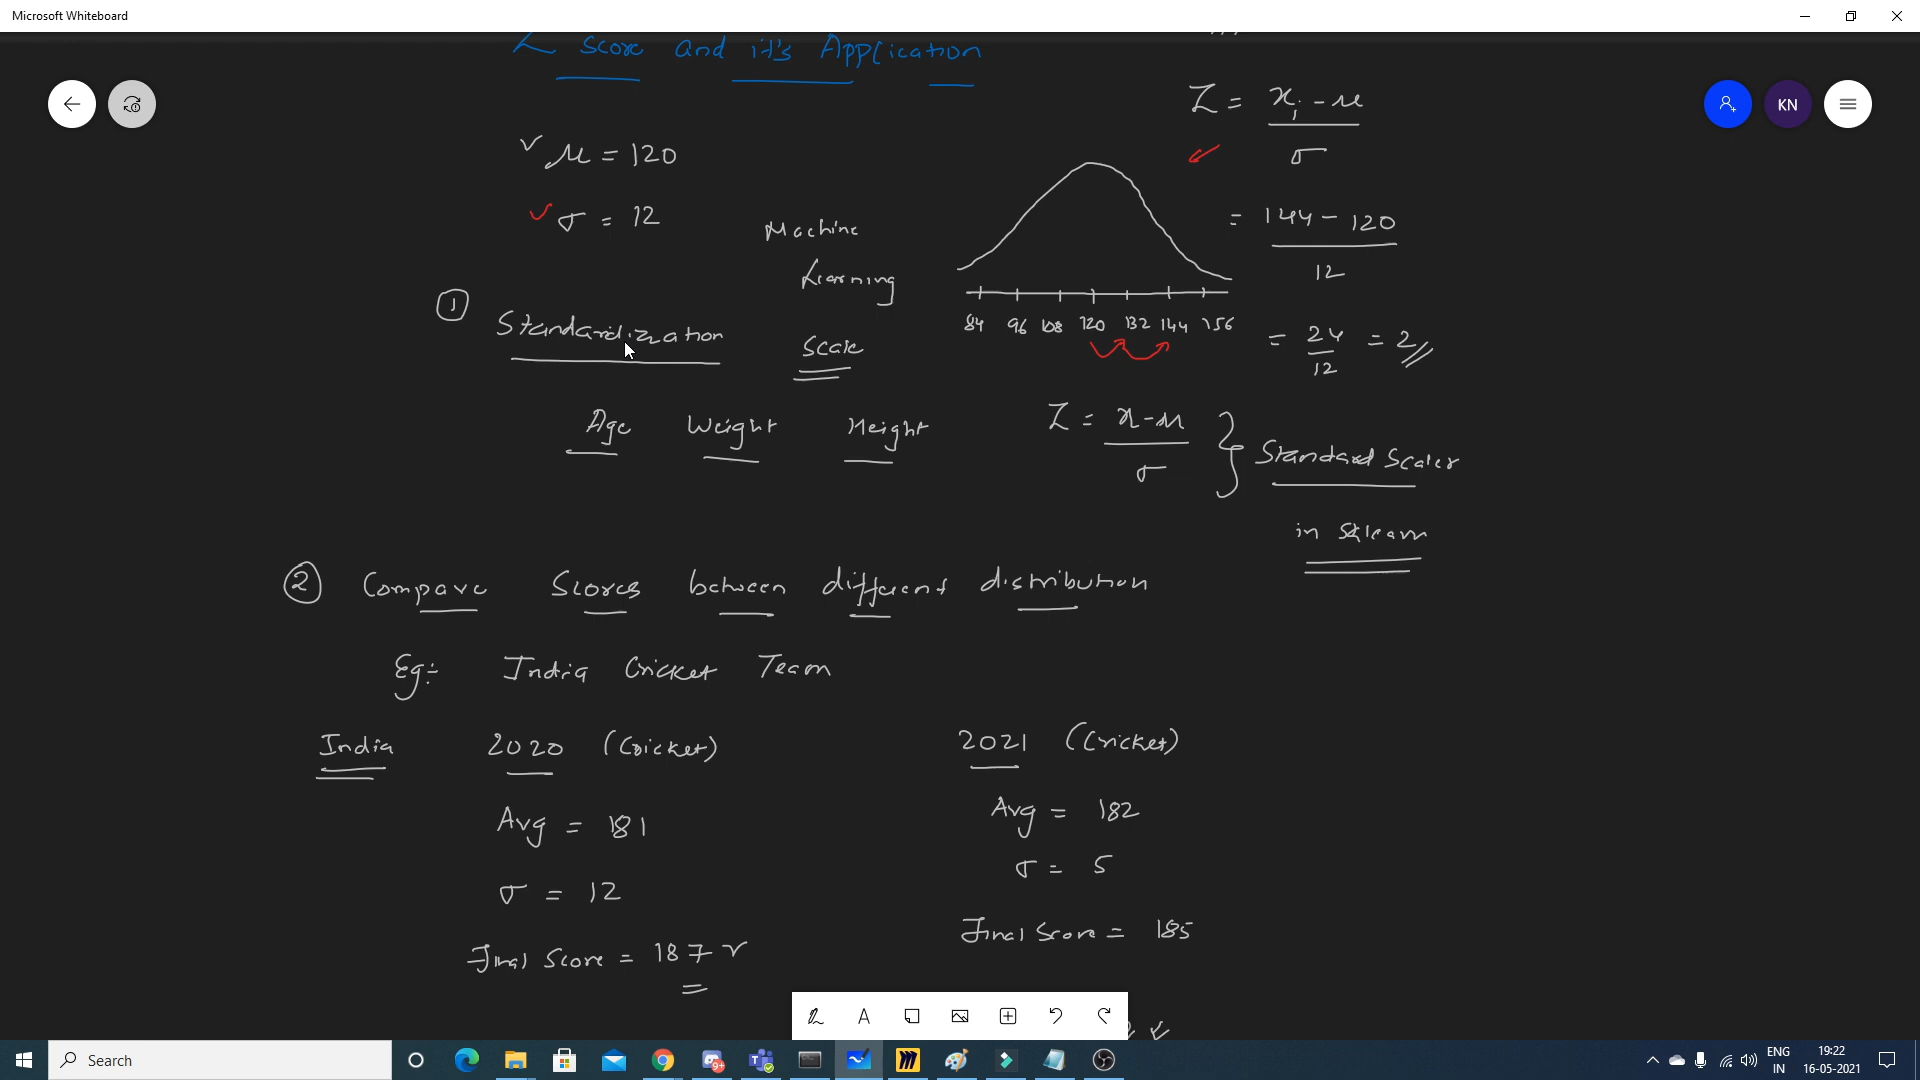 Microsoft Whiteboard
Z score and it's Application
μ = 120
σ = 12
Machine
Learning
Z = xi - μ
σ
= 144 - 120
12
= 24 = 2
12
84 96 108 120 132 144 156
KN
① Standardization
Scale
Age Weight Height
Z = x - μ
σ
} Standard Scaler
in Sklearn
② Compare Scores between different distribution
Eg:- India Cricket Team
India 2020 (Cricket)
Avg = 181
σ = 12
Final Score = 187
2021 (Cricket)
Avg = 182
σ = 5
Final Score = 185
A
Search
9+
ENG
IN
19:22
16-05-2021